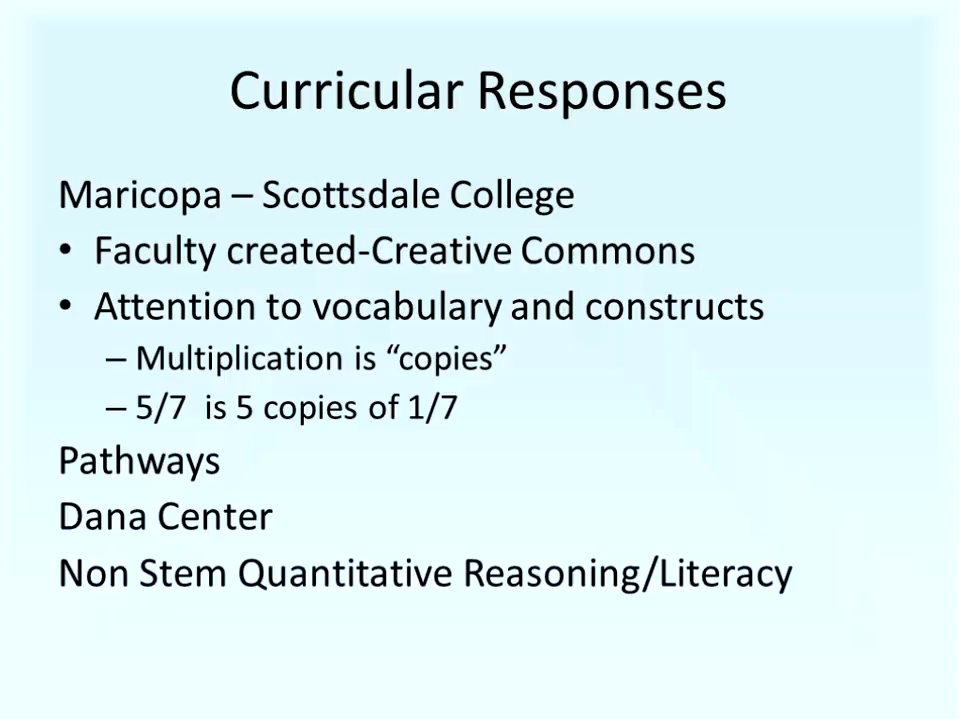 Curricular Responses
Maricopa – Scottsdale College
• Faculty created-Creative Commons
• Attention to vocabulary and constructs
– Multiplication is “copies”
– 5/7  is 5 copies of 1/7
Pathways
Dana Center
Non Stem Quantitative Reasoning/Literacy